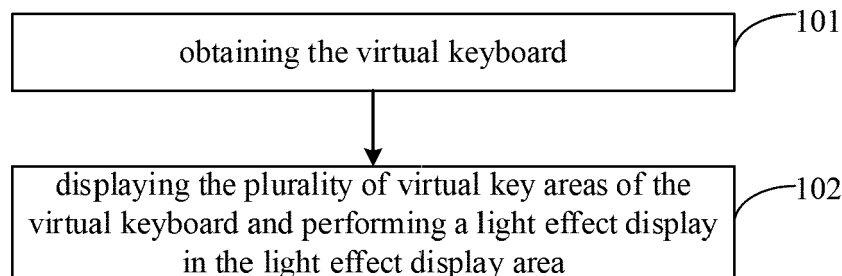 101
obtaining the virtual keyboard
displaying the plurality of virtual key areas of the
virtual keyboard and performing a light effect display
in the light effect display area
102